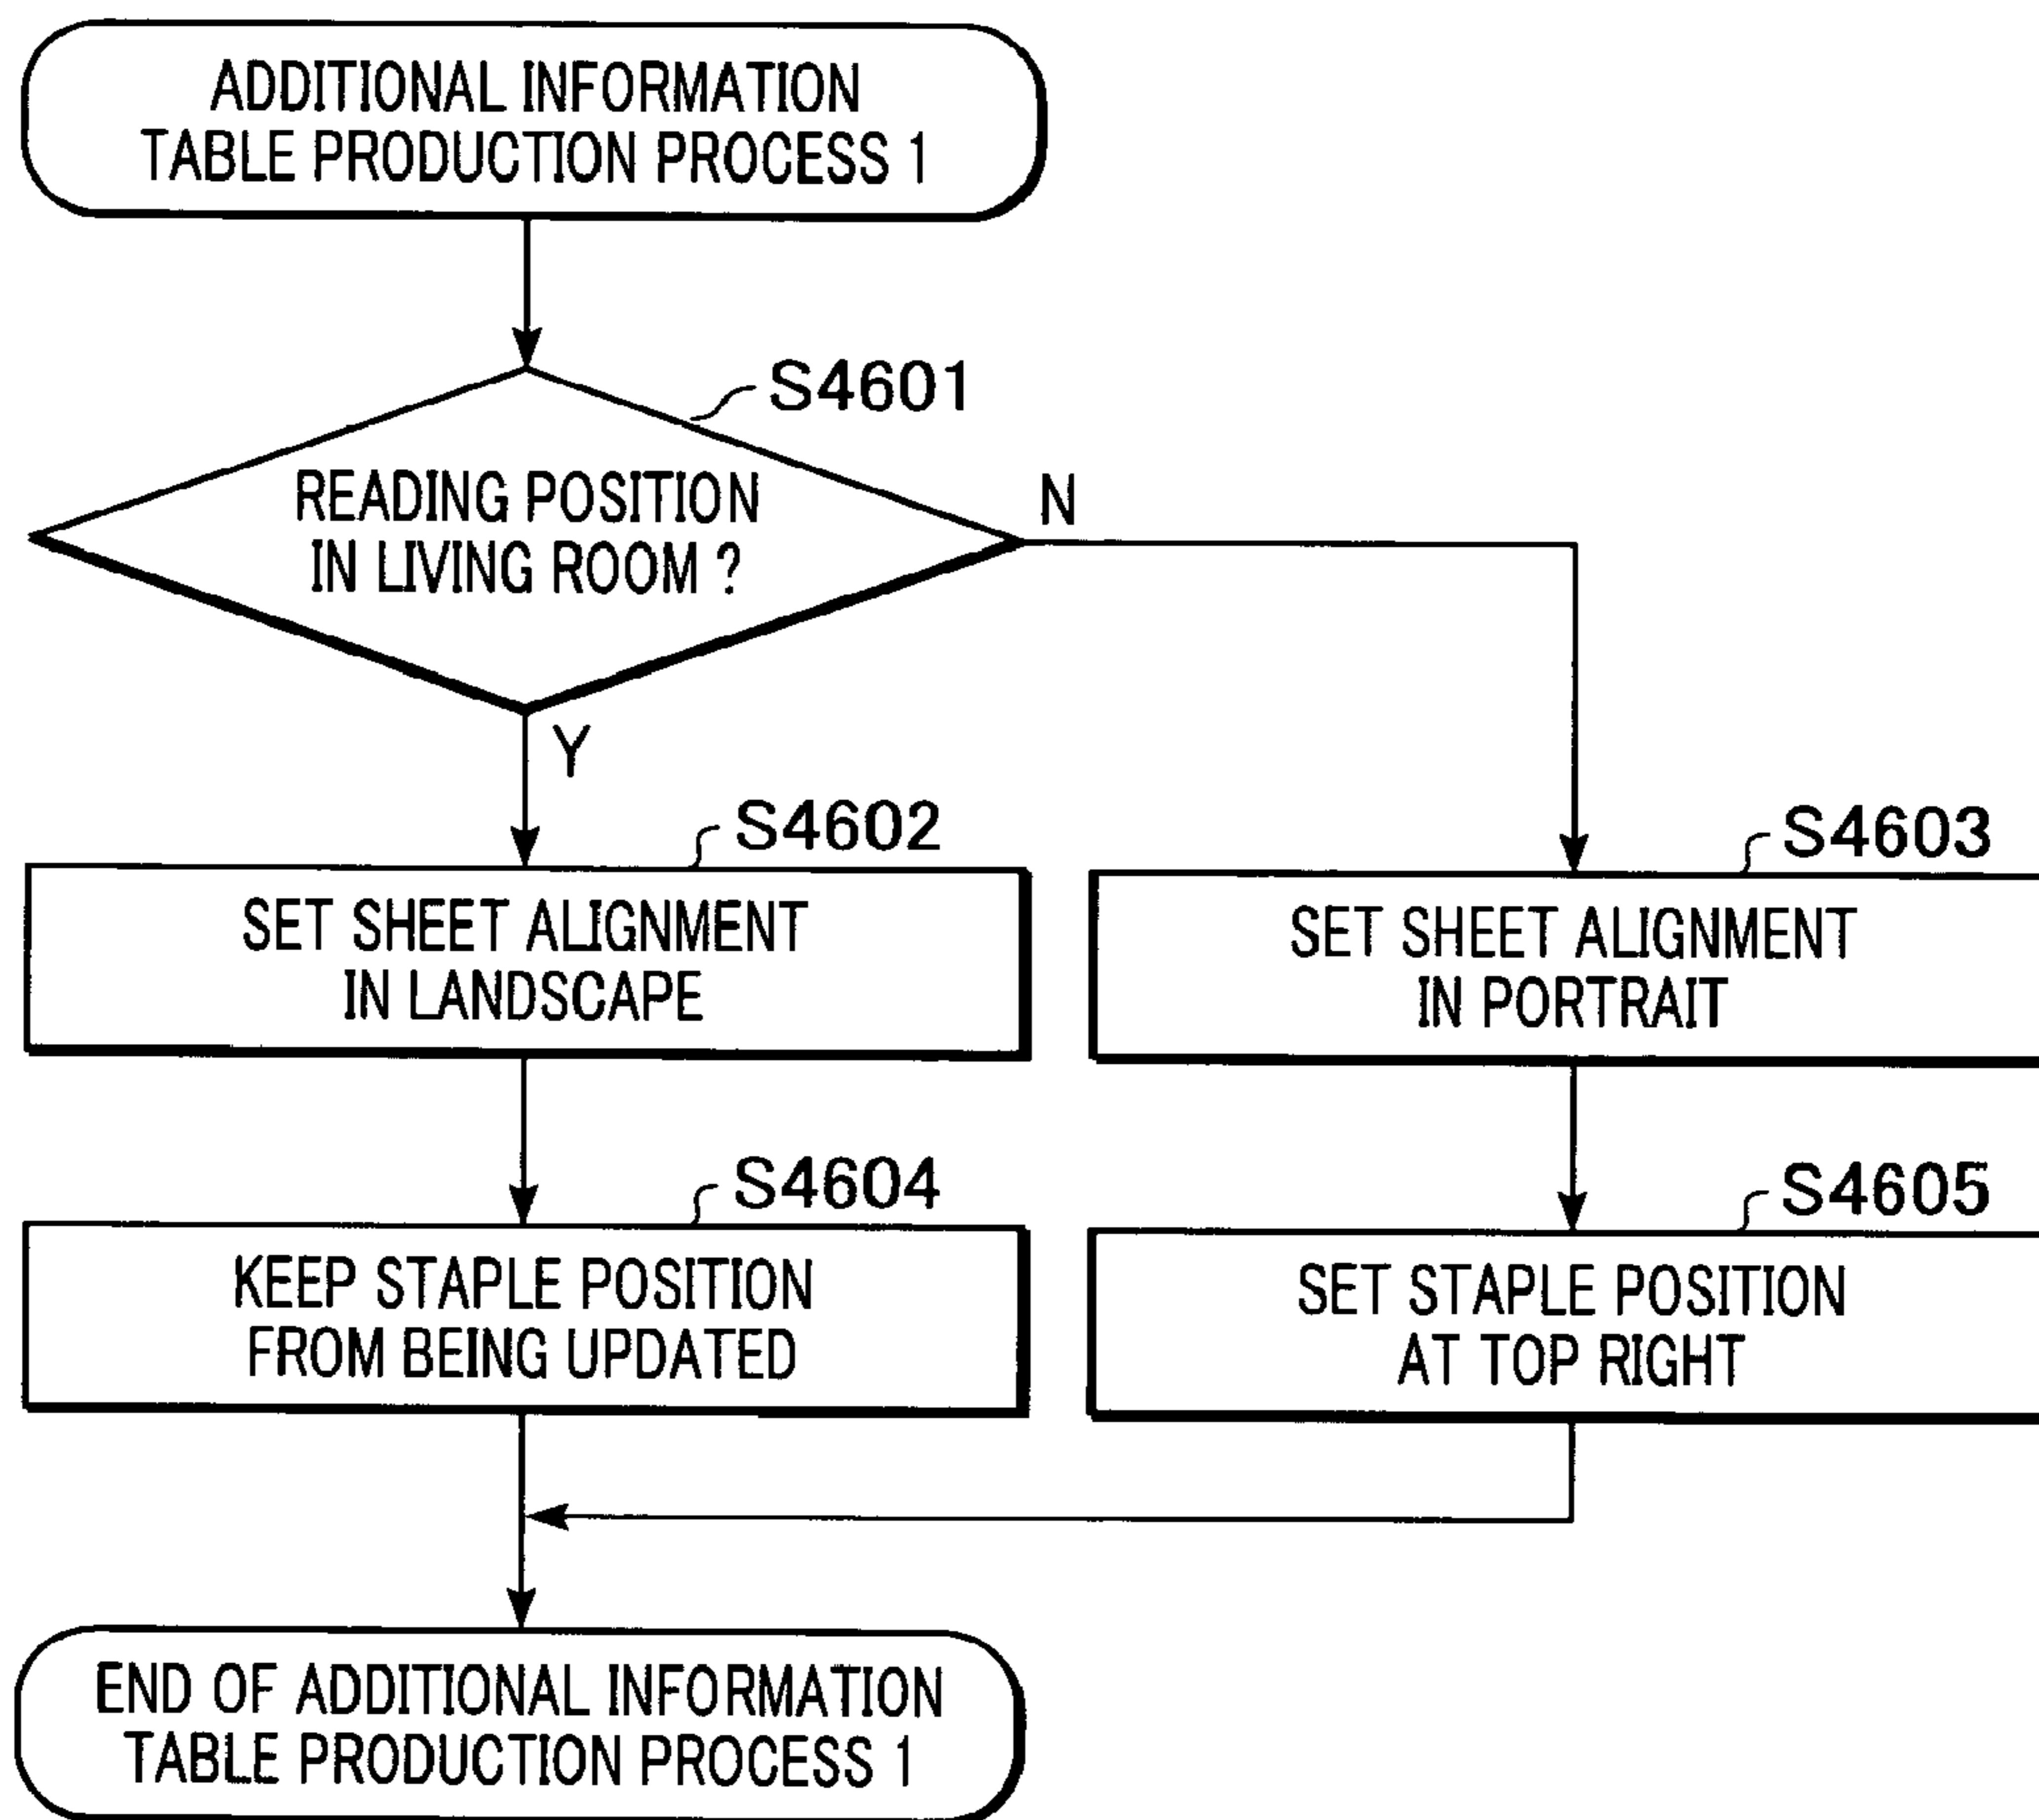 ADDITIONAL INFORMATION
TABLE PRODUCTION PROCESS 1
S4601
READING POSITION
IN LIVING ROOM ?
N
Y
S4602
SET SHEET ALIGNMENT
IN LANDSCAPE
S4603
SET SHEET ALIGNMENT
IN PORTRAIT
S4604
KEEP STAPLE POSITION
FROM BEING UPDATED
S4605
SET STAPLE POSITION
AT TOP RIGHT
END OF ADDITIONAL INFORMATION
TABLE PRODUCTION PROCESS 1